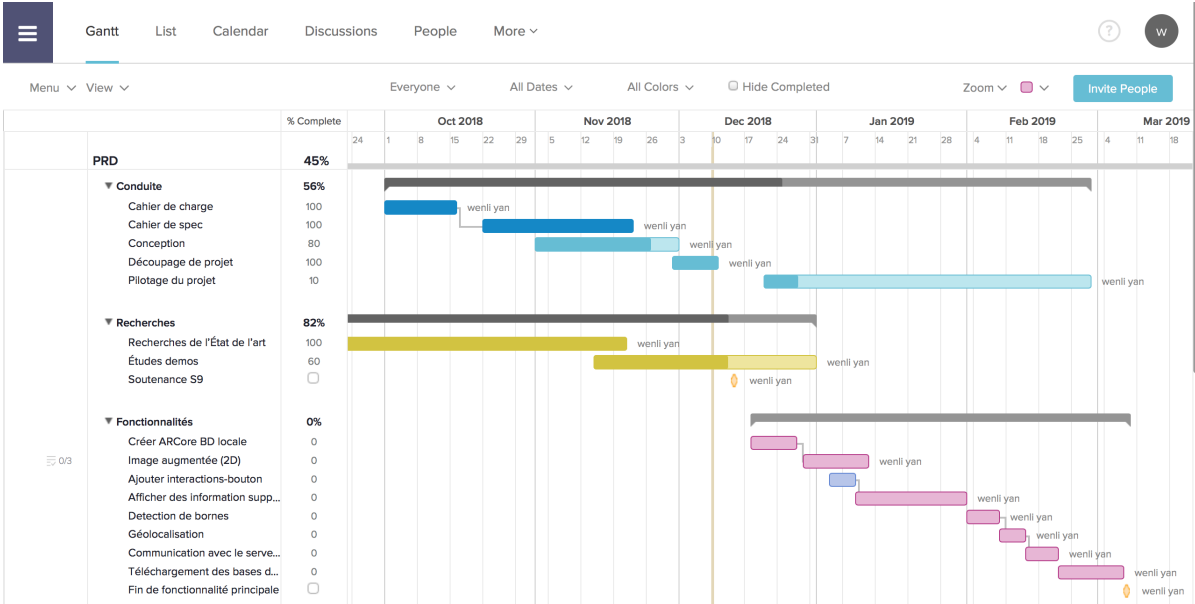 Gantt List Calendar Discussions People More ? w
Menu View Everyone All Dates All Colors Hide Completed Zoom Invite People
% Complete Oct 2018 Nov 2018 Dec 2018 Jan 2019 Feb 2019 Mar 2019
24 1 8 15 22 29 5 12 19 26 3 10 17 24 31 7 14 21 28 4 11 18 25 4 11 18
PRD 45%
Conduite 56%
Cahier de charge 100 wenli yan
Cahier de spec 100 wenli yan
Conception 80 wenli yan
Découpage de projet 100 wenli yan
Pilotage du projet 10 wenli yan
Recherches 82%
Recherches de l'État de l'art 100 wenli yan
Études demos 60 wenli yan
Soutenance S9 wenli yan
Fonctionnalités 0%
Créer ARCore BD locale 0
0/3 Image augmentée (2D) 0 wenli yan
Ajouter interactions-bouton 0
Afficher des information supp... 0 wenli yan
Detection de bornes 0 wenli yan
Géolocalisation 0 wenli yan
Communication avec le serve... 0 wenli yan
Téléchargement des bases d... 0 wenli yan
Fin de fonctionnalité principale wenli yan